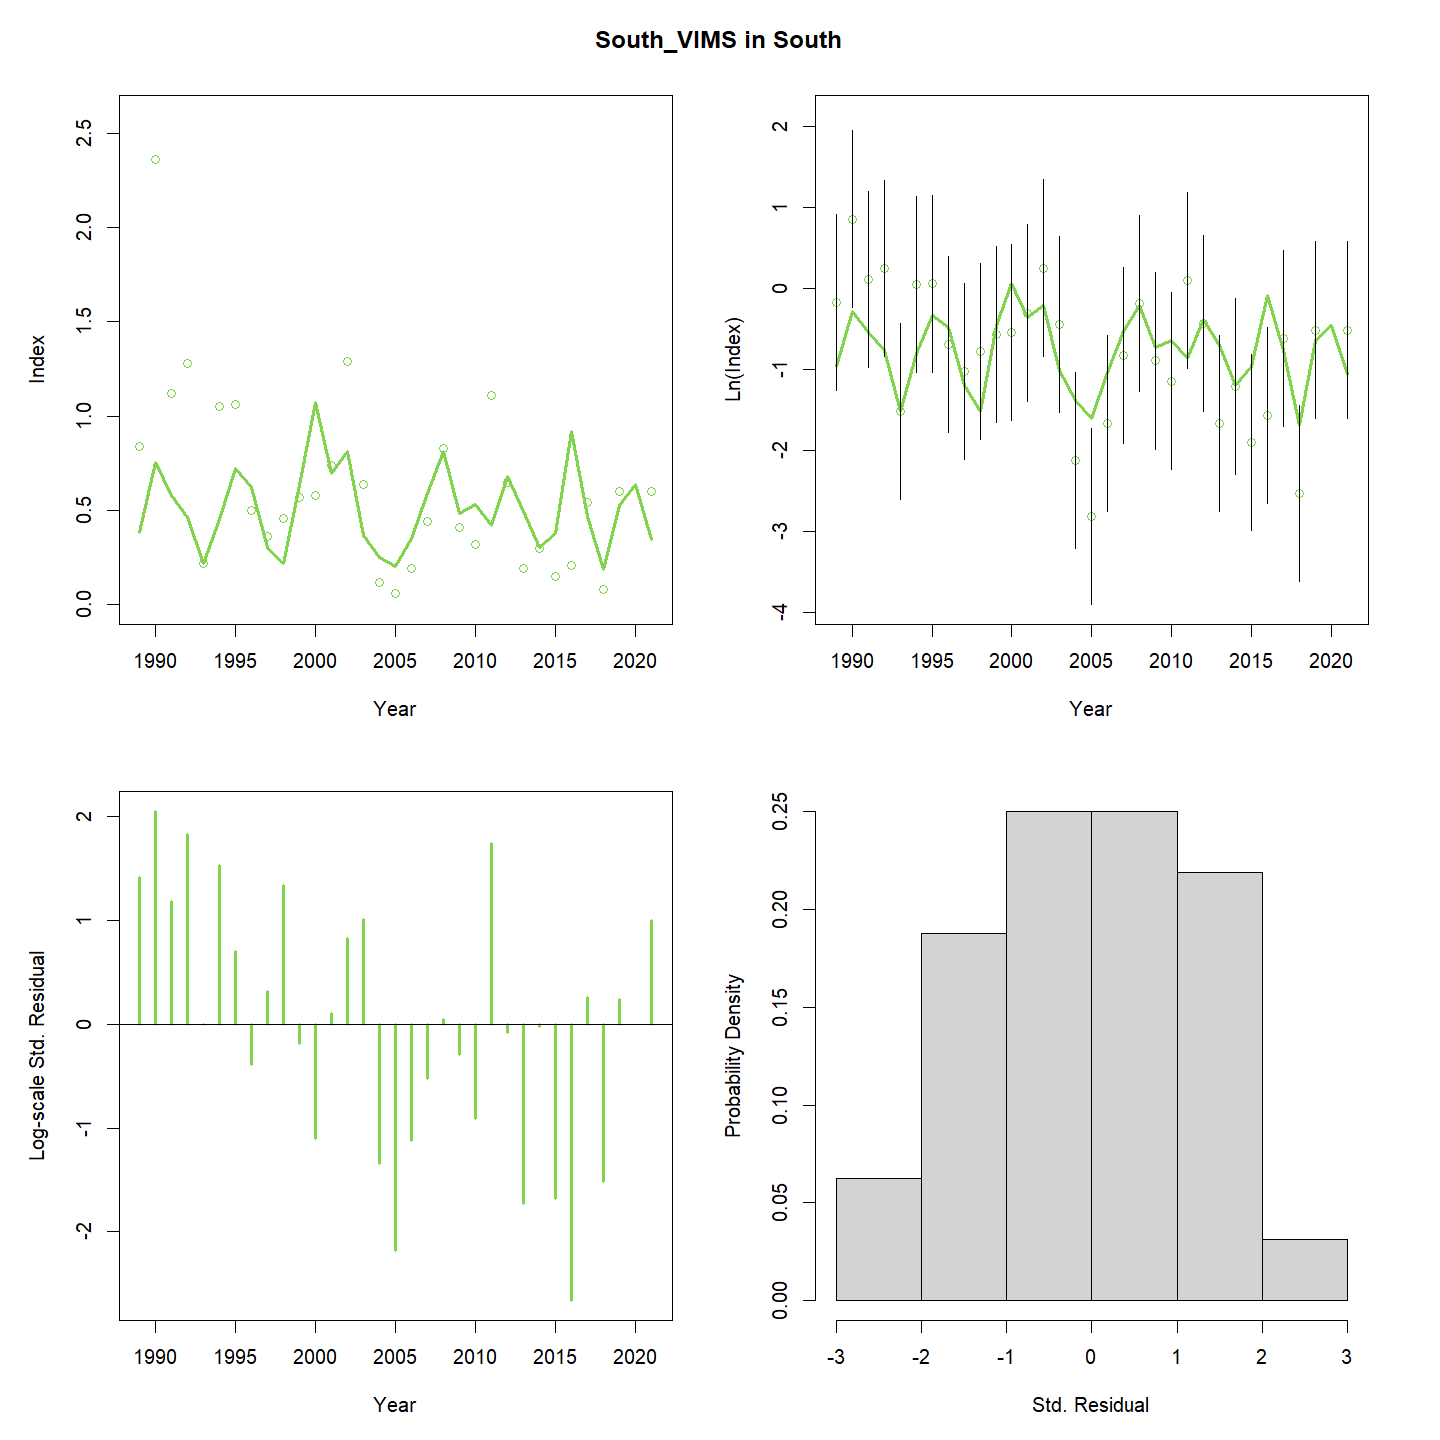 South_VIMS in South
Index
2.5
2.0
1.5
1.0
0.5
0.0
1990 1995 2000 2005 2010 2015 2020
Year
Ln(Index)
2
1
0
-1
-2
-3
-4
1990 1995 2000 2005 2010 2015 2020
Year
Log-scale Std. Residual
2
1
0
-1
-2
1990 1995 2000 2005 2010 2015 2020
Year
Probability Density
0.25
0.20
0.15
0.10
0.05
0.00
-3 -2 -1 0 1 2 3
Std. Residual